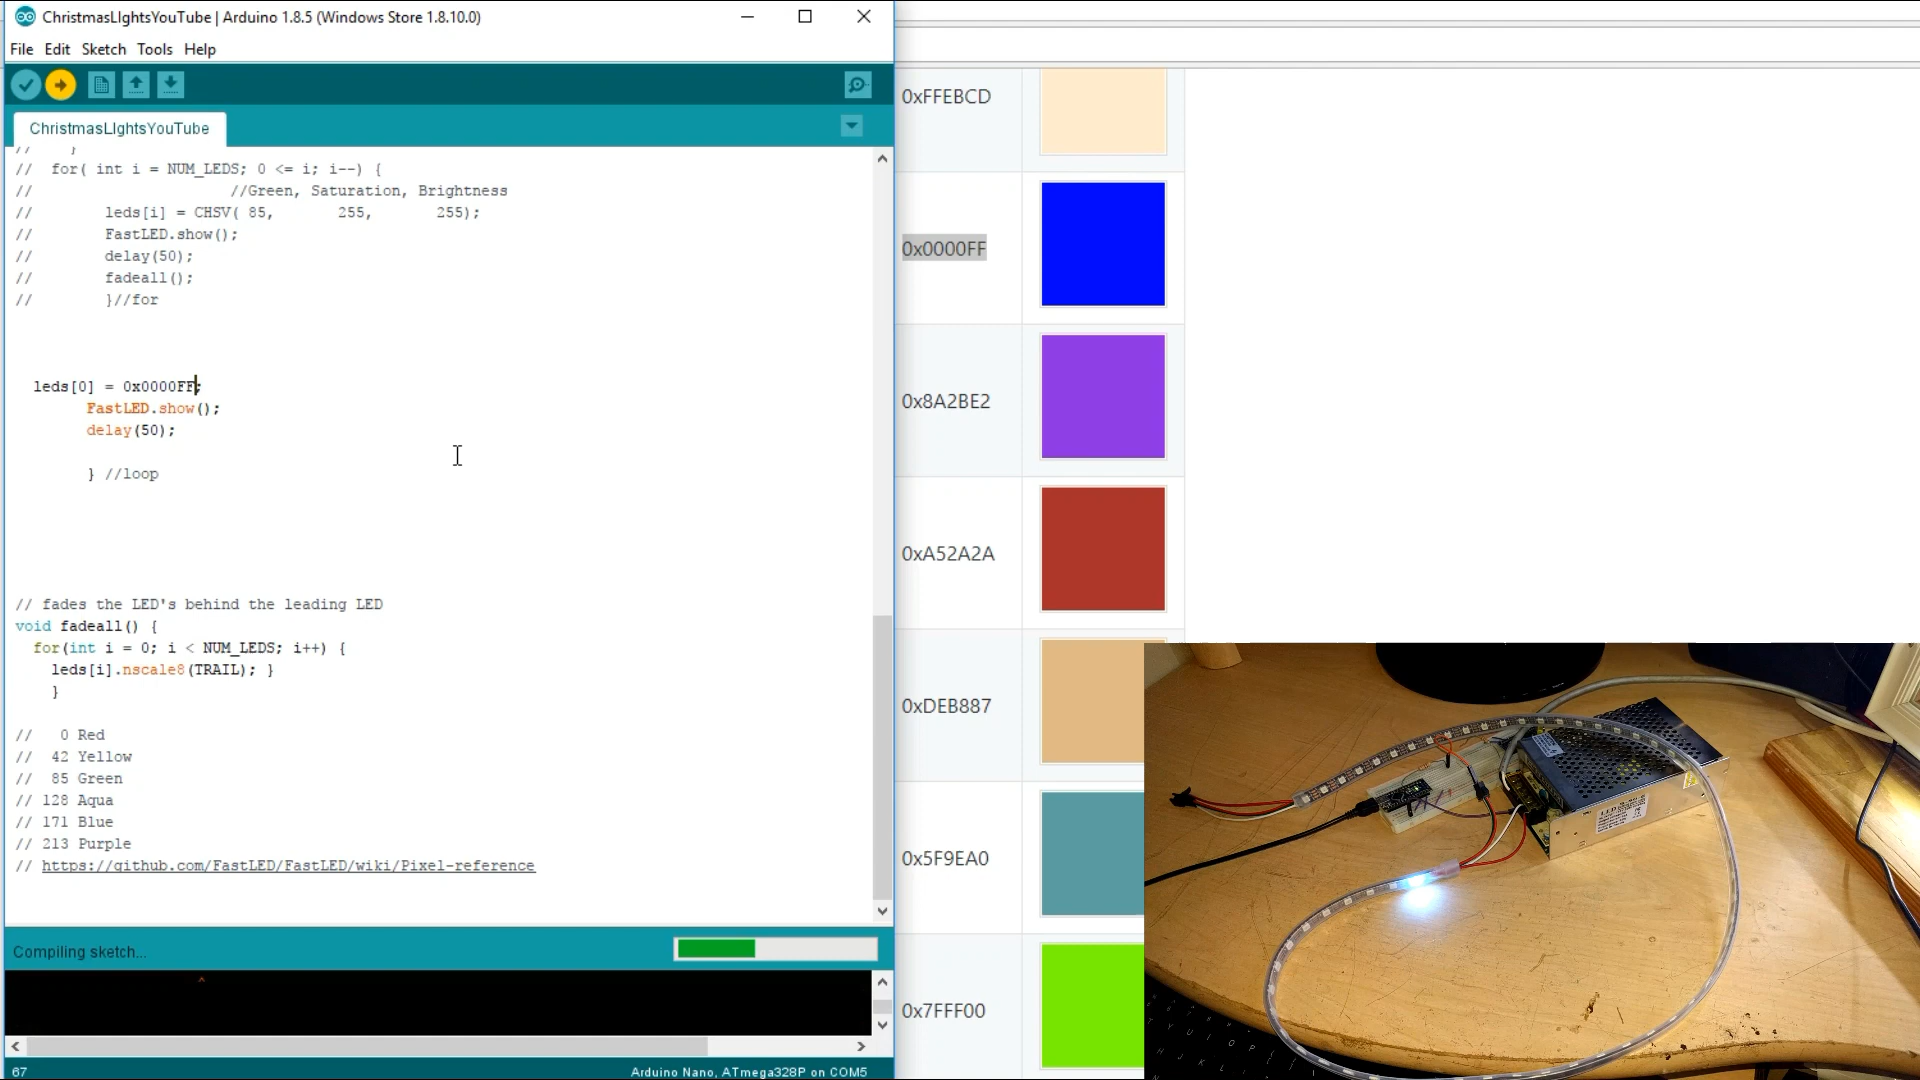 ChristmasLIghtsYouTube | Arduino 1.8.5 (Windows Store 1.8.10.0)
File Edit Sketch Tools Help
ChristmasLIghtsYouTube
// }
// for( int i = NUM_LEDS; 0 <= i; i--) {
// //Green, Saturation, Brightness
// leds[i] = CHSV( 85, 255, 255);
// FastLED.show();
// delay(50);
// fadeall();
// }//for
leds[0] = 0x0000FF;
FastLED.show();
delay(50);
} //loop
// fades the LED's behind the leading LED
void fadeall() {
for(int i = 0; i < NUM_LEDS; i++) {
leds[i].nscale8(TRAIL); }
}
// 0 Red
// 42 Yellow
// 85 Green
// 128 Aqua
// 171 Blue
// 213 Purple
// https://github.com/FastLED/FastLED/wiki/Pixel-reference
Compiling sketch...
^
67
Arduino Nano, ATmega328P on COM5
0xFFEBCD
0x0000FF
0x8A2BE2
0xA52A2A
0xDEB887
0x5F9EA0
0x7FFF00